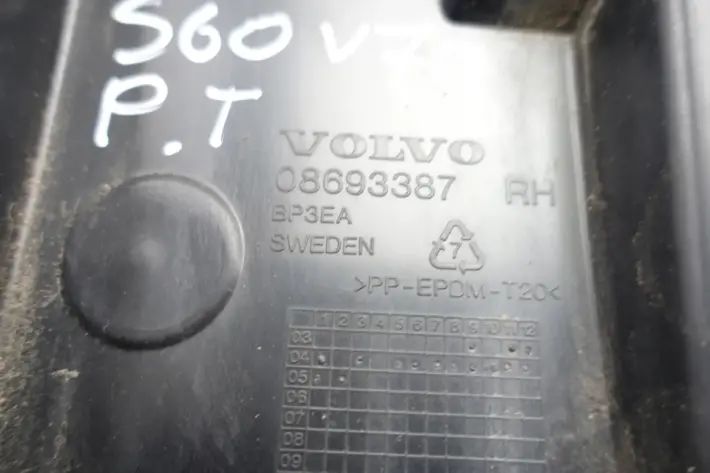 S60 V7
P.T
VOLVO
08693387 RH
BP3EA
SWEDEN
7
>PP-EPDM-T20<
1 2 3 4 5 6 7 8 9 10 11 12
03
04
05
06
07
08
09